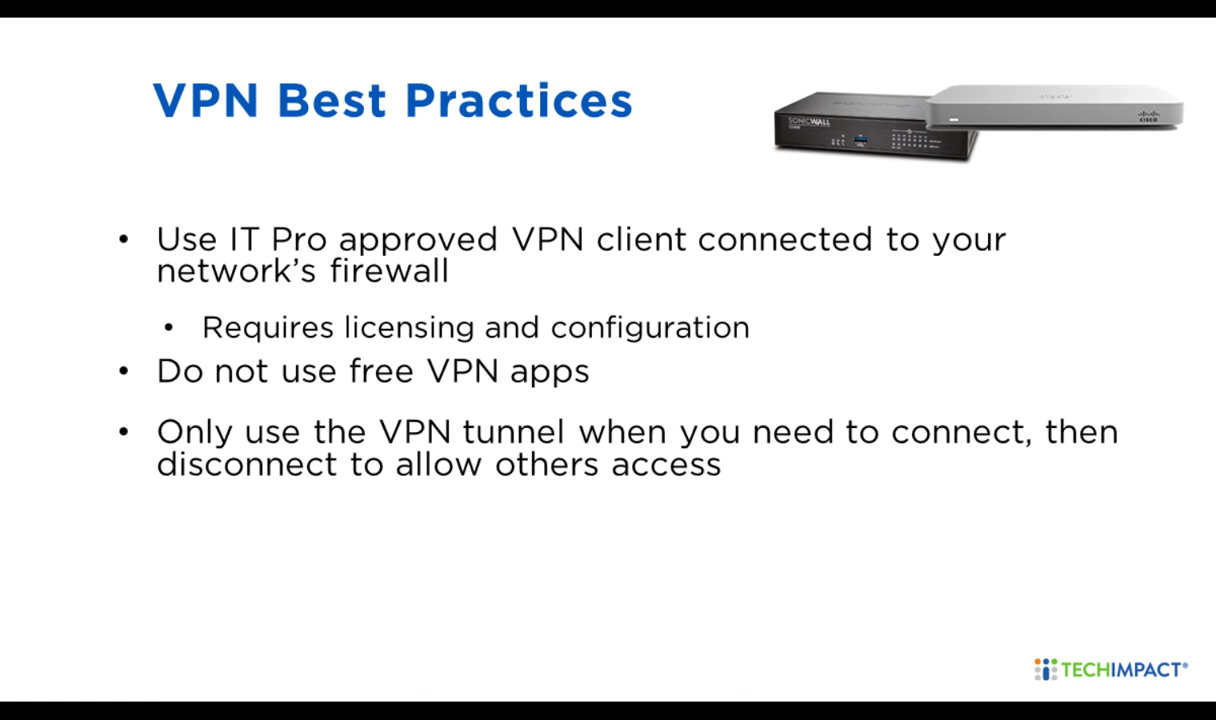 VPN Best Practices
SONICWALL
CISCO
• Use IT Pro approved VPN client connected to your
network’s firewall
• Requires licensing and configuration
• Do not use free VPN apps
• Only use the VPN tunnel when you need to connect, then
disconnect to allow others access
TECHIMPACT®